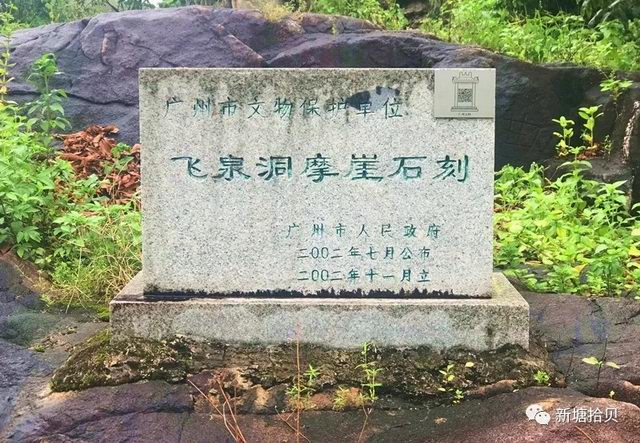 广州市文物保护单位
飞泉洞摩崖石刻
广州市人民政府
二〇〇二年七月公布
二〇〇二年十一月立
新塘拾贝